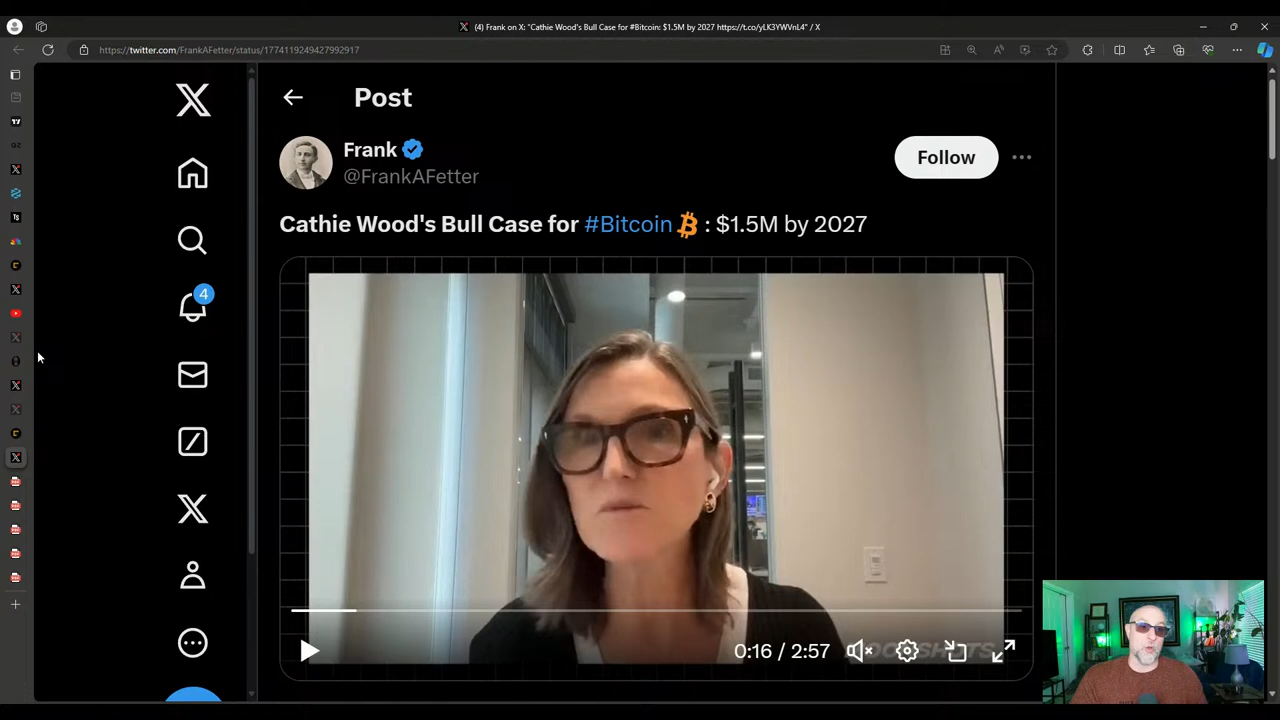 (4) Frank on X: "Cathie Wood's Bull Case for #Bitcoin: $1.5M by 2027 https://t.co/yLK3YWVnL4" / X
https://twitter.com/FrankAFetter/status/1774119249427992917
Post
Frank
@FrankAFetter
Follow
4
Cathie Wood's Bull Case for #Bitcoin : $1.5M by 2027
0:16 / 2:57